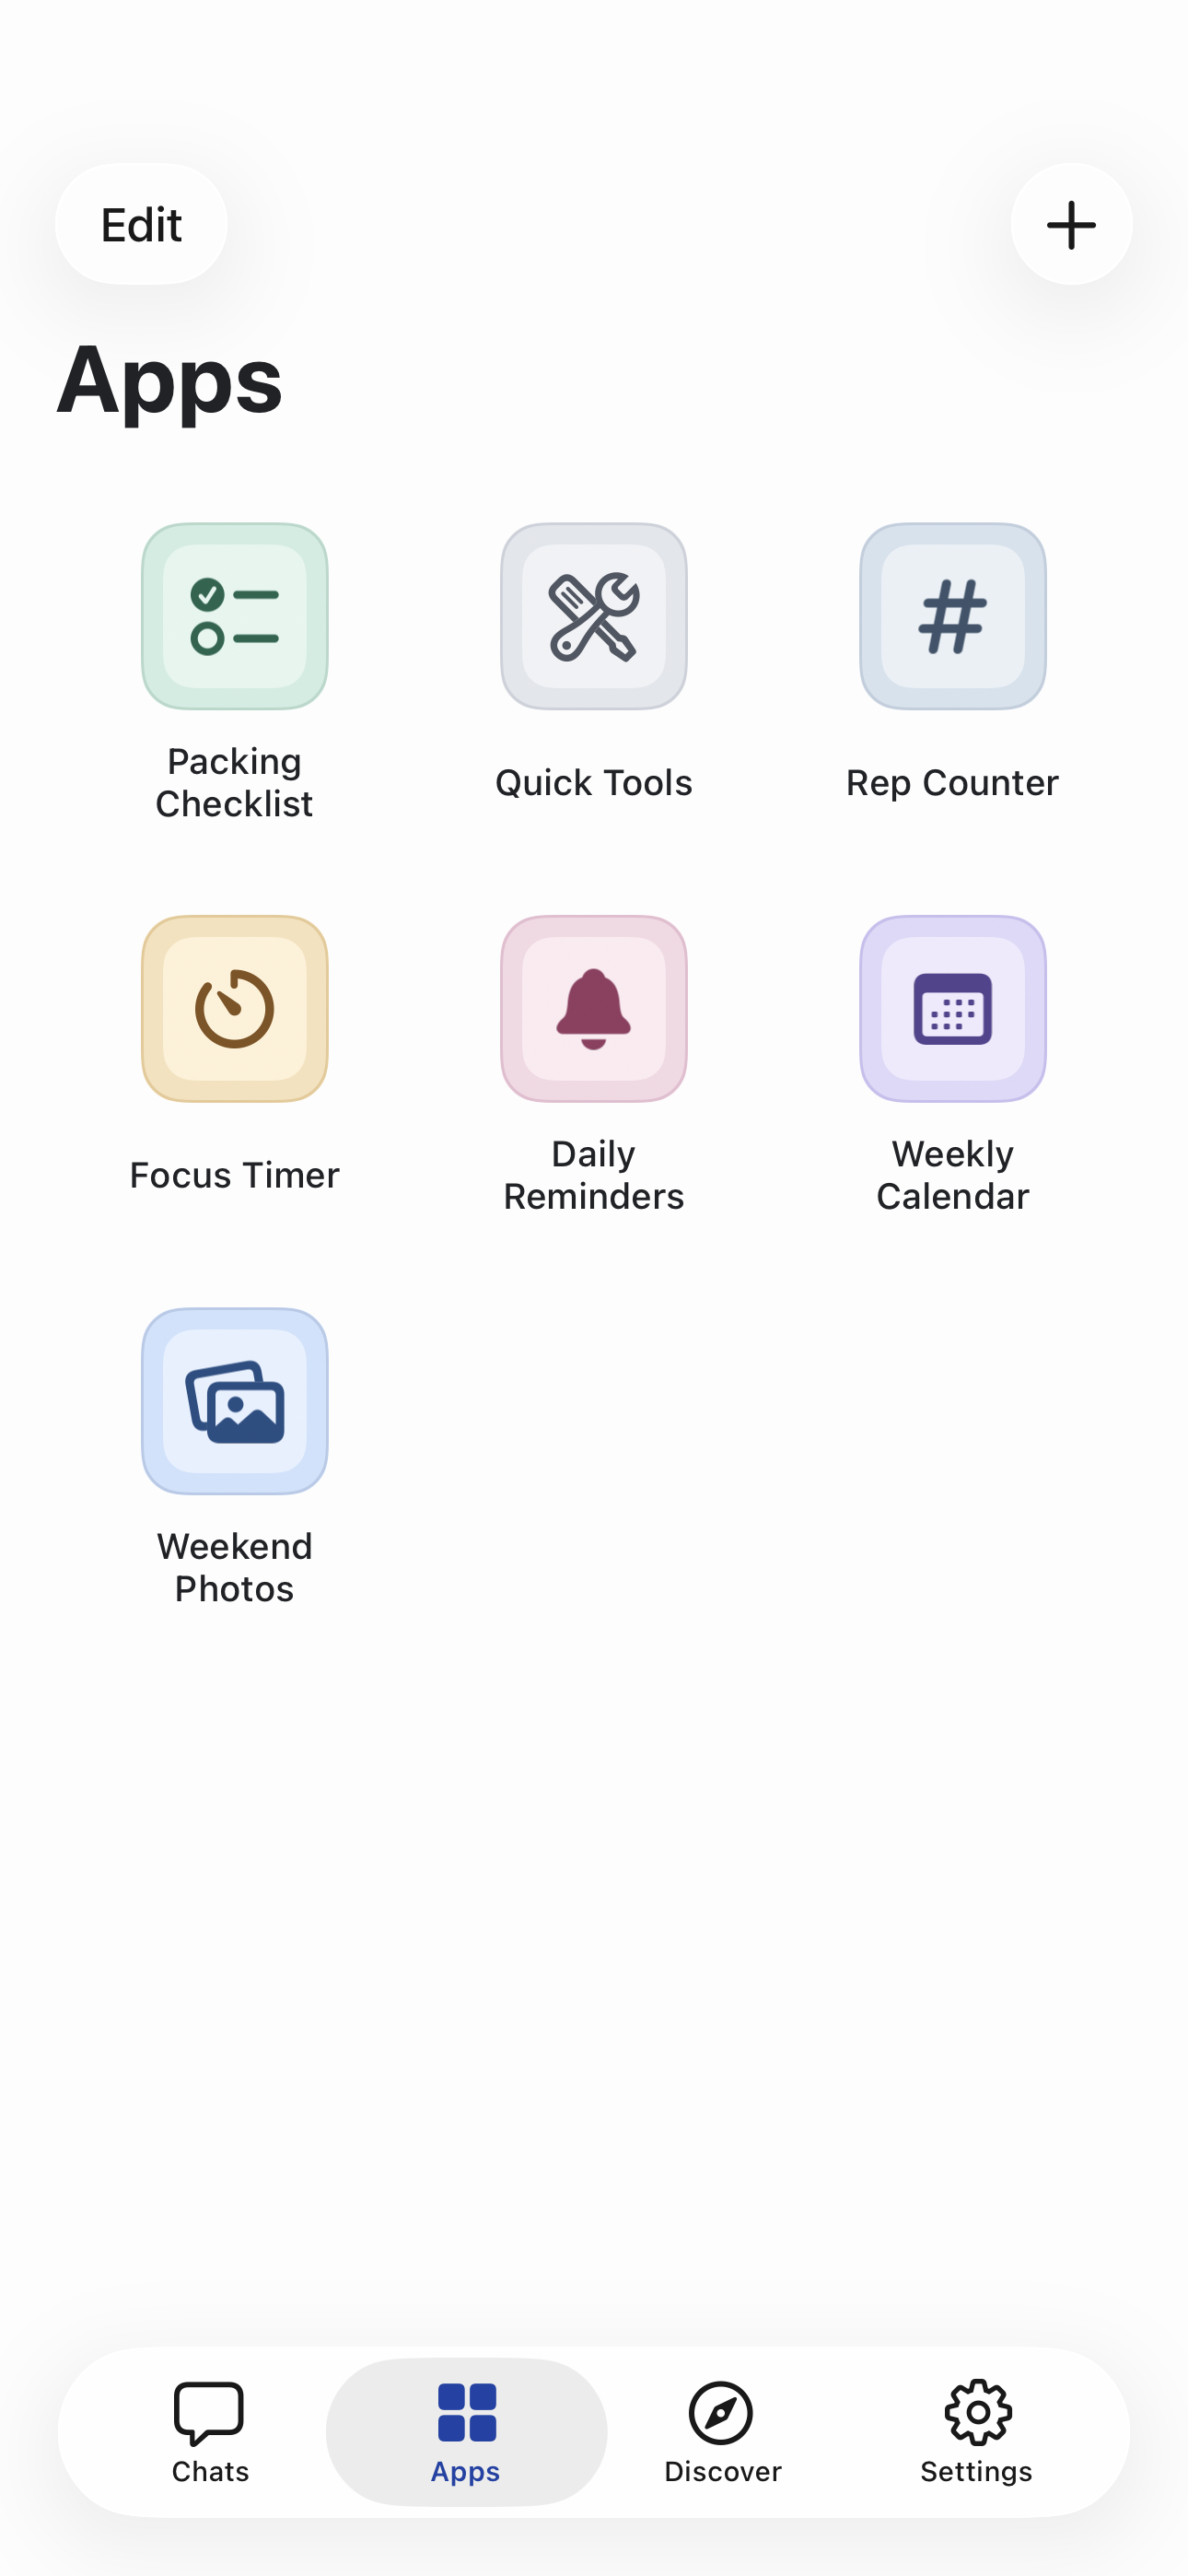 Edit
Apps
Packing
Checklist
Quick Tools
Rep Counter
Focus Timer
Daily
Reminders
Weekly
Calendar
Weekend
Photos
Chats
Apps
Discover
Settings